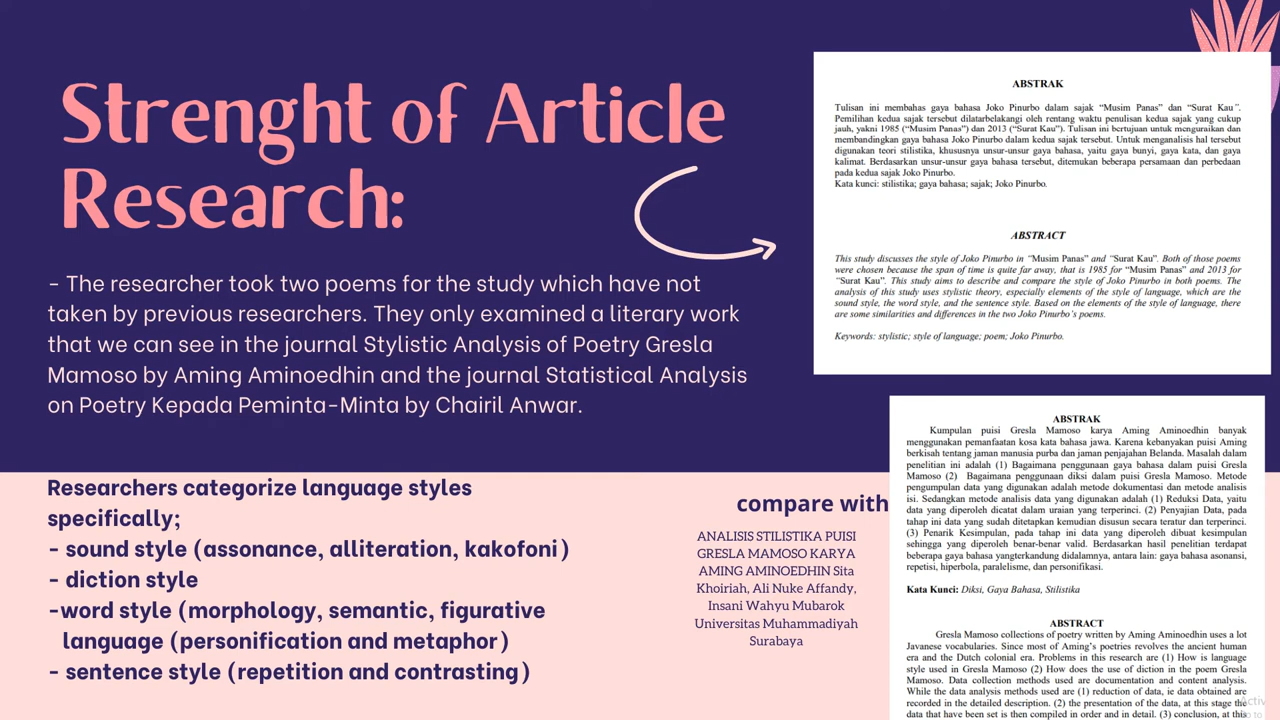 Strenght of Article
Research:
- The researcher took two poems for the study which have not
taken by previous researchers. They only examined a literary work
that we can see in the journal Stylistic Analysis of Poetry Gresla
Mamoso by Aming Aminoedhin and the journal Statistical Analysis
on Poetry Kepada Peminta-Minta by Chairil Anwar.
Researchers categorize language styles
specifically;
- sound style (assonance, alliteration, kakofoni)
- diction style
-word style (morphology, semantic, figurative
language (personification and metaphor)
- sentence style (repetition and contrasting)
compare with
ANALISIS STILISTIKA PUISI
GRESLA MAMOSO KARYA
AMING AMINOEDHIN Sita
Khoiriah, Ali Nuke Affandy,
Insani Wahyu Mubarok
Universitas Muhammadiyah
Surabaya
ABSTRAK
Tulisan ini membahas gaya bahasa Joko Pinurbo dalam sajak “Musim Panas” dan “Surat Kau”.
Pemilihan kedua sajak tersebut dilatarbelakangi oleh rentang waktu penulisan kedua sajak yang cukup
jauh, yakni 1985 (“Musim Panas”) dan 2013 (“Surat Kau”). Tulisan ini bertujuan untuk menguraikan dan
membandingkan gaya bahasa Joko Pinurbo dalam kedua sajak tersebut. Untuk menganalisis hal tersebut
digunakan teori stilistika, khususnya unsur-unsur gaya bahasa, yaitu gaya bunyi, gaya kata, dan gaya
kalimat. Berdasarkan unsur-unsur gaya bahasa tersebut, ditemukan beberapa persamaan dan perbedaan
pada kedua sajak Joko Pinurbo.
Kata kunci: stilistika; gaya bahasa; sajak; Joko Pinurbo.
ABSTRACT
This study discusses the style of Joko Pinurbo in “Musim Panas” and “Surat Kau”. Both of those poems
were chosen because the span of time is quite far away, that is 1985 for “Musim Panas” and 2013 for
“Surat Kau”. This study aims to describe and compare the style of Joko Pinurbo in both poems. The
analysis of this study uses stylistic theory, especially elements of the style of language, which are the
sound style, the word style, and the sentence style. Based on the elements of the style of language, there
are some similarities and differences in the two Joko Pinurbo’s poems.
Keywords: stylistic; style of language; poem; Joko Pinurbo.
ABSTRAK
Kumpulan puisi Gresla Mamoso karya Aming Aminoedhin banyak
menggunakan pemanfaatan kosa kata bahasa jawa. Karena kebanyakan puisi Aming
berkisah tentang jaman manusia purba dan jaman penjajahan Belanda. Masalah dalam
penelitian ini adalah (1) Bagaimana penggunaan gaya bahasa dalam puisi Gresla
Mamoso (2) Bagaimana penggunaan diksi dalam puisi Gresla Mamoso. Metode
pengumpulan data yang digunakan adalah metode dokumentasi dan metode analisis
isi. Sedangkan metode analisis data yang digunakan adalah (1) Reduksi Data, yaitu
data yang diperoleh dicatat dalam uraian yang terperinci. (2) Penyajian Data, pada
tahap ini data yang sudah ditetapkan kemudian disusun secara teratur dan terperinci.
(3) Penarik Kesimpulan, pada tahap ini data yang diperoleh dibuat kesimpulan
sehingga yang diperoleh benar-benar valid. Berdasarkan hasil penelitian terdapat
beberapa gaya bahasa yangterkandung didalamnya, antara lain: gaya bahasa asonansi,
repetisi, hiperbola, paralelisme, dan personifikasi.
Kata Kunci: Diksi, Gaya Bahasa, Stilistika
ABSTRACT
Gresla Mamoso collections of poetry written by Aming Aminoedhin uses a lot
Javanese vocabularies. Since most of Aming's poetries revolves the ancient human
era and the Dutch colonial era. Problems in this research are (1) How is language
style used in Gresla Mamoso (2) How does the use of diction in the poem Gresla
Mamoso. Data collection methods used are documentation and content analysis.
While the data analysis methods used are (1) reduction of data, ie data obtained are
recorded in the detailed description. (2) the presentation of the data, at this stage the
data that have been set is then compiled in order and in detail. (3) conclusion, at this